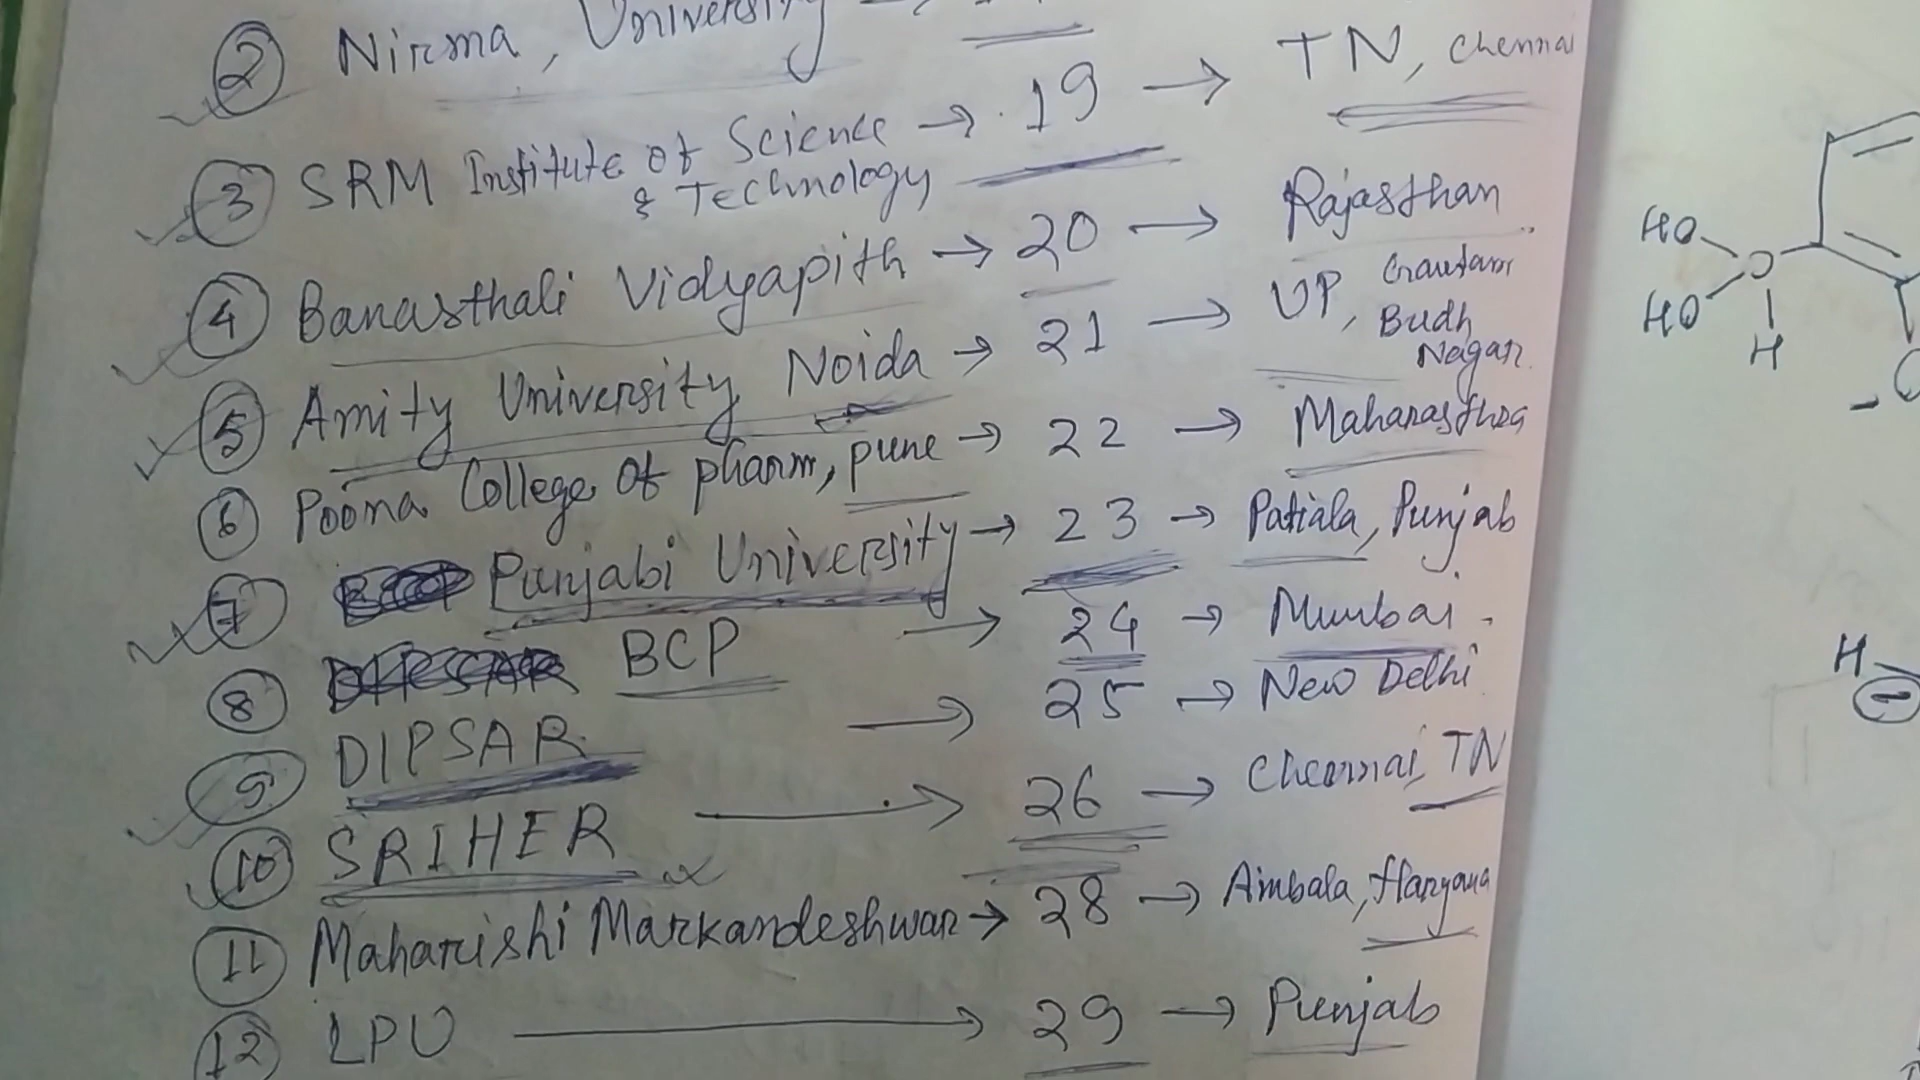 2 Nirma, University →
3 SRM Institute of Science → 19 → TN, Chennai
& Technology
4 Banasthali Vidyapith → 20 → Rajasthan
5 Amity University Noida → 21 → UP, Gautam
Budh
Nagar
6 Poona College of pharm, pune → 22 → Maharasthra
7 Punjabi University → 23 → Patiala, Punjab
8 BCP → 24 → Mumbai
9 DIPSAR → 25 → New Delhi
10 SRIHER → 26 → Chennai, TN
11 Maharishi Markandeshwar → 28 → Ambala, Haryana
12 LPU → 29 → Punjab
HO
HO
H
H